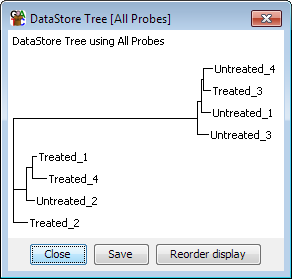 DataStore Tree [All Probes]
DataStore Tree using All Probes
Untreated_4
Treated_3
Untreated_1
Untreated_3
Treated_1
Treated_4
Untreated_2
Treated_2
Close
Save
Reorder display